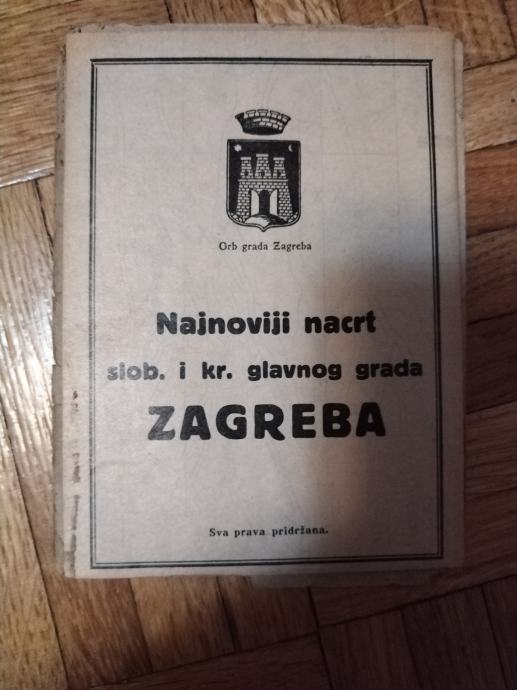 Grb grada Zagreba
Najnoviji nacrt
slob. i kr. glavnog grada
ZAGREBA
Sva prava pridržana.